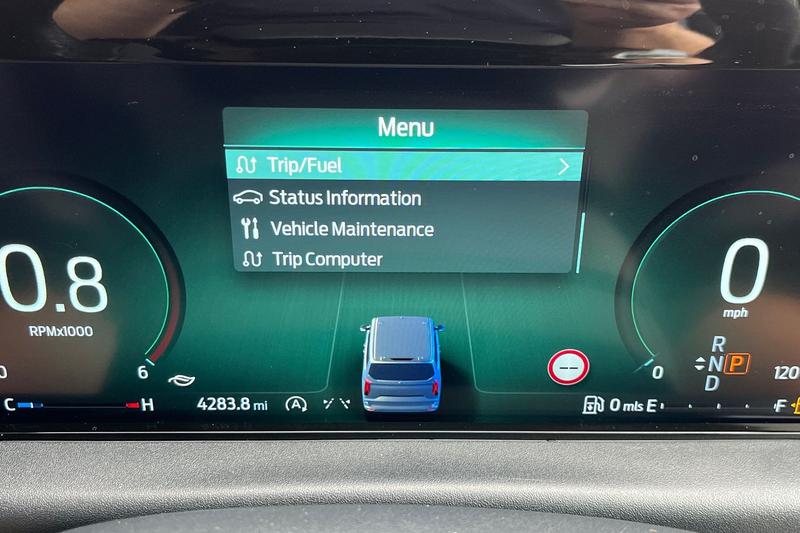 Menu
Trip/Fuel
Status Information
Vehicle Maintenance
Trip Computer
0.8
RPMx1000
0
mph
R
N P
D
0 6
0 120
C H
4283.8 mi
A
--
0 mls E F